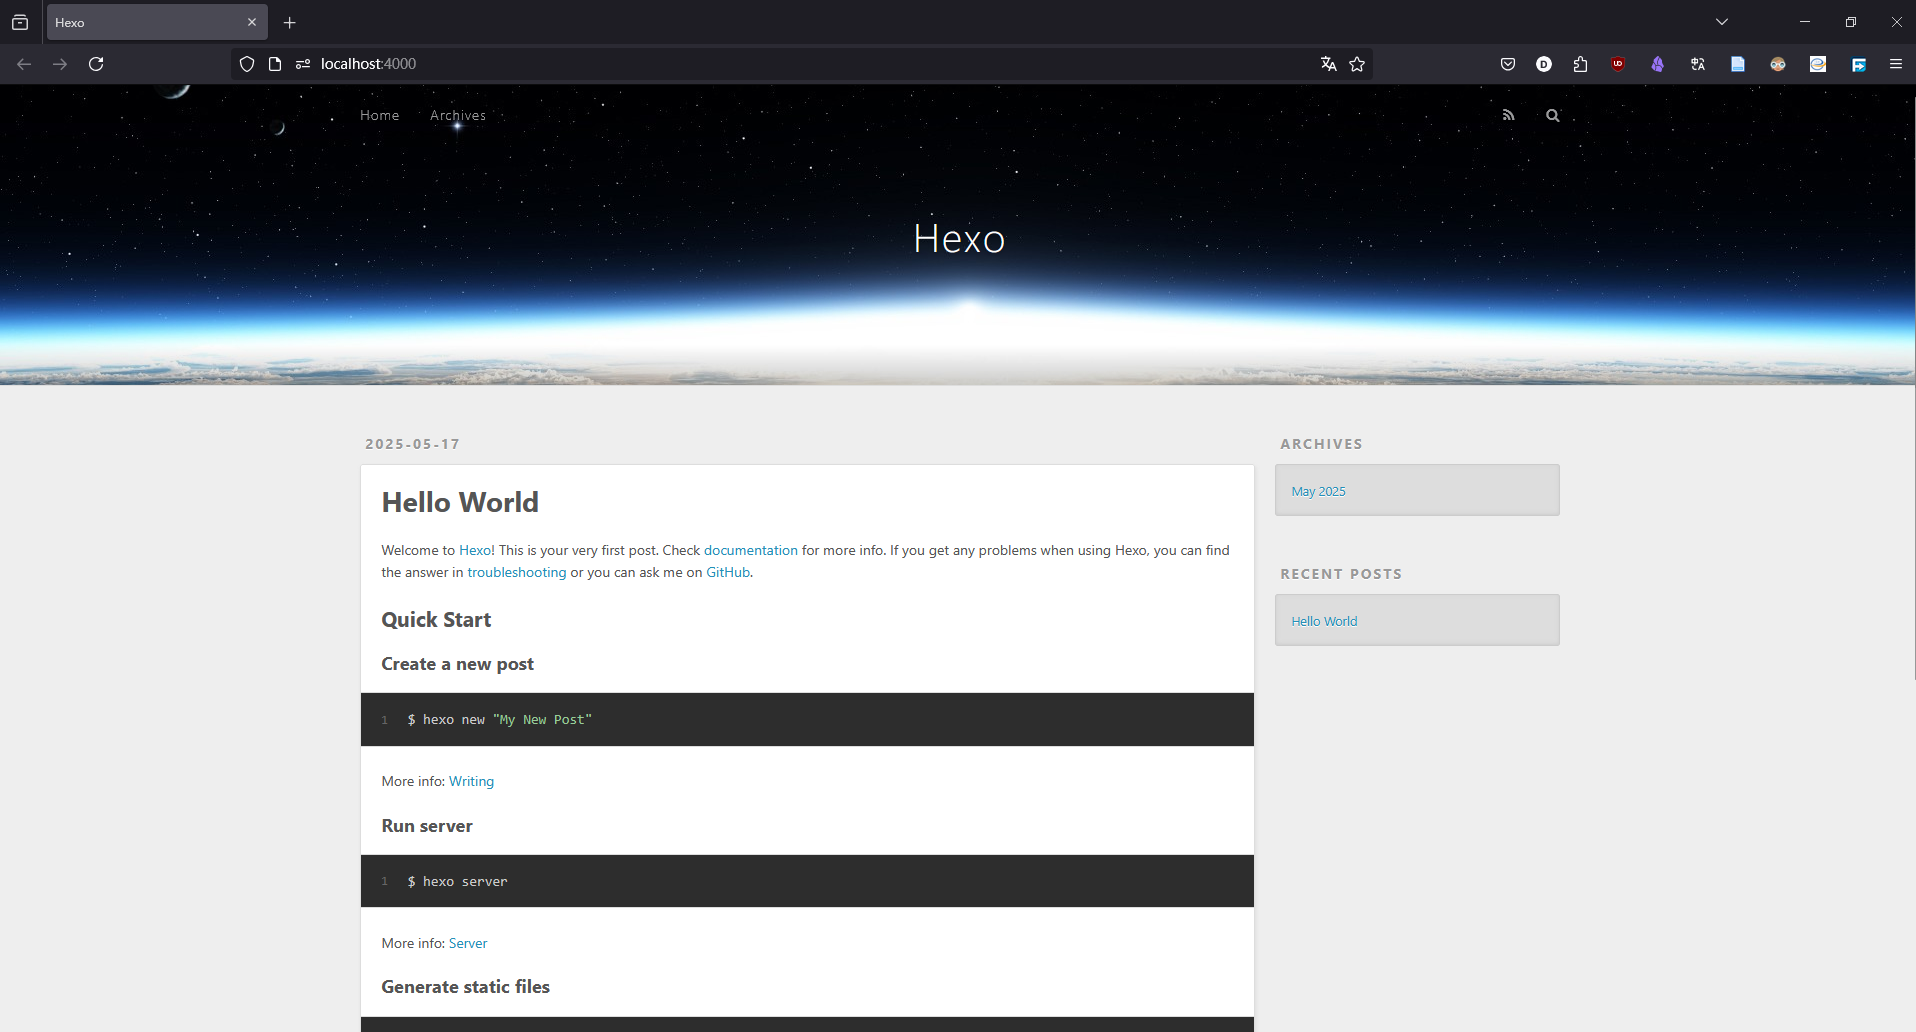 Hexo
localhost:4000
Home Archives
Hexo
2025-05-17
Hello World
Welcome to Hexo! This is your very first post. Check documentation for more info. If you get any problems when using Hexo, you can find
the answer in troubleshooting or you can ask me on GitHub.
Quick Start
Create a new post
1 $ hexo new "My New Post"
More info: Writing
Run server
1 $ hexo server
More info: Server
Generate static files
ARCHIVES
May 2025
RECENT POSTS
Hello World